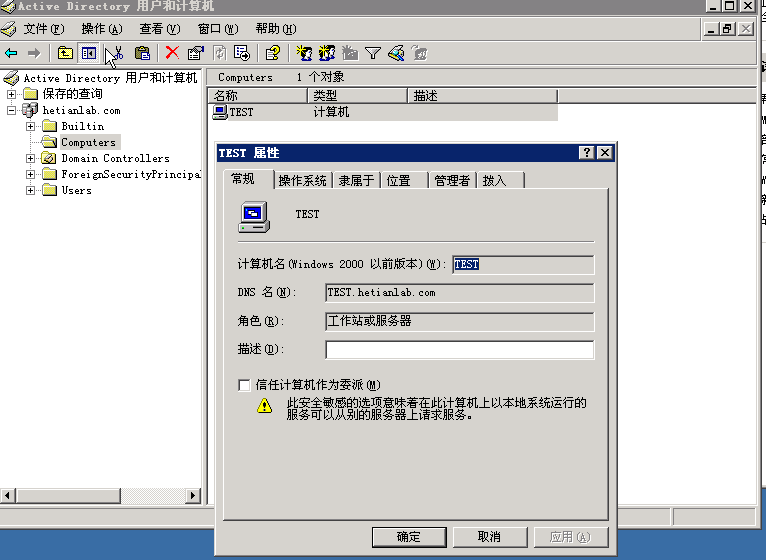 Active Directory 用户和计算机
文件(F) 操作(A) 查看(V) 窗口(W) 帮助(H)
Active Directory 用户和计算机
保存的查询
hetianlab.com
Builtin
Computers
Domain Controllers
ForeignSecurityPrincipal
Users
Computers 1 个对象
名称 类型 描述
TEST 计算机
TEST 属性
常规 操作系统 隶属于 位置 管理者 拨入
TEST
计算机名(Windows 2000 以前版本)(W): TEST
DNS 名(N): TEST.hetianlab.com
角色(R): 工作站或服务器
描述(D):
信任计算机作为委派(M)
此安全敏感的选项意味着在此计算机上以本地系统运行的
服务可以从别的服务器上请求服务。
确定 取消 应用(A)